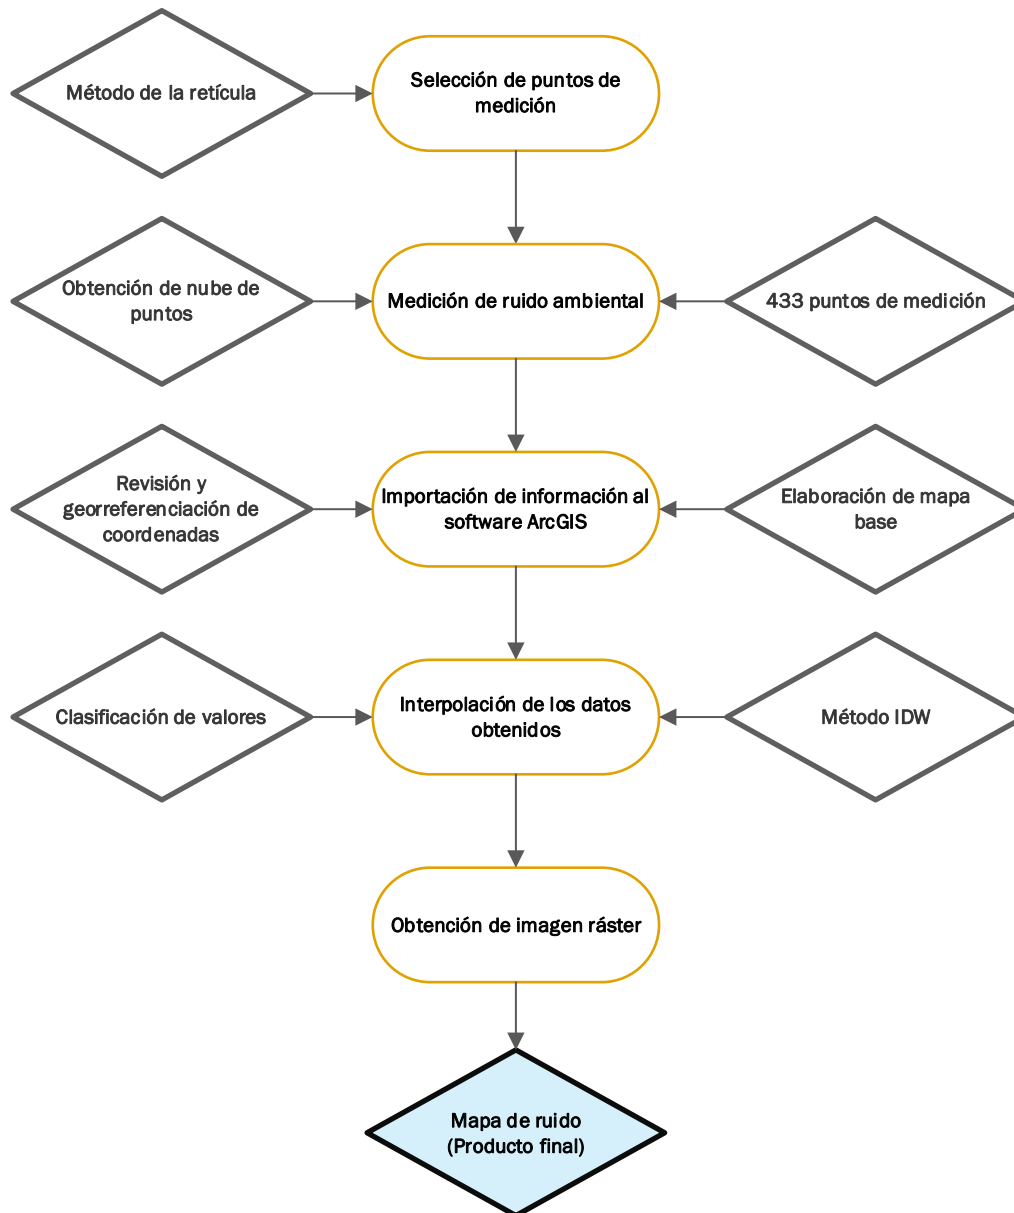 Método de la retícula
Selección de puntos de
medición
Obtención de nube de
puntos
Medición de ruido ambiental
433 puntos de medición
Revisión y
georreferenciación de
coordenadas
Importación de información al
software ArcGIS
Elaboración de mapa
base
Clasificación de valores
Interpolación de los datos
obtenidos
Método IDW
Obtención de imagen ráster
Mapa de ruido
(Producto final)